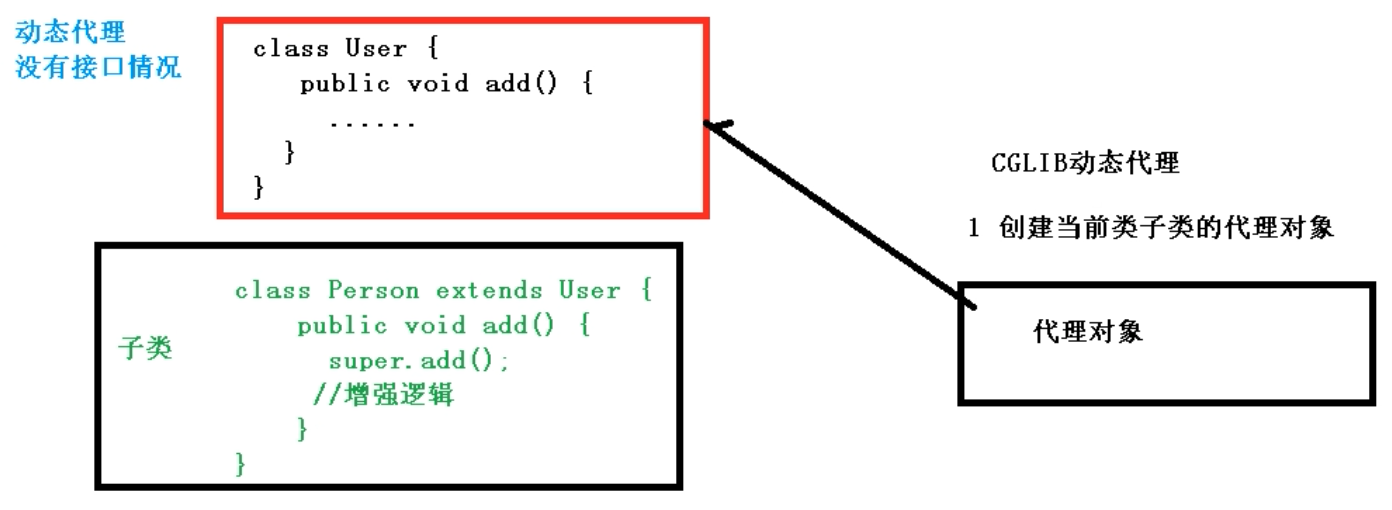 动态代理
没有接口情况
class User {
public void add() {
......
}
}
CGLIB动态代理
1 创建当前类子类的代理对象
代理对象
子类
class Person extends User {
public void add() {
super.add();
//增强逻辑
}
}